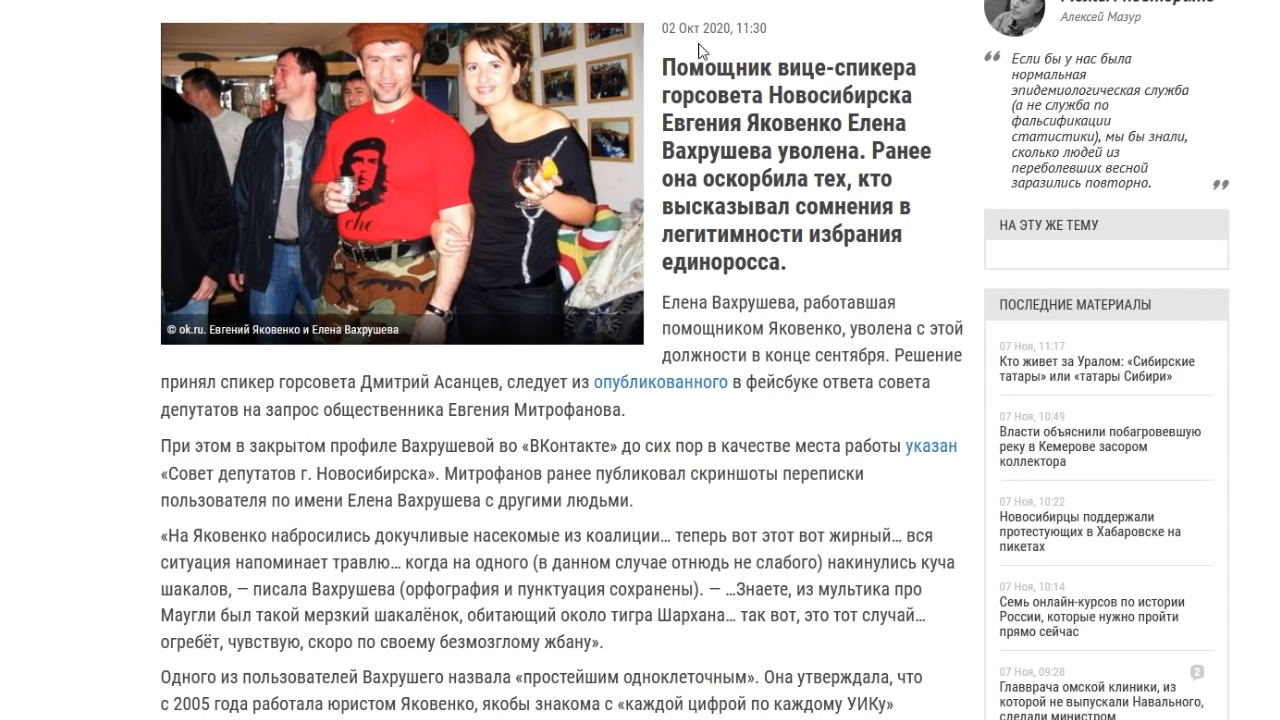 che
© ok.ru. Евгений Яковенко и Елена Вахрушева
02 Окт 2020, 11:30
Помощник вице-спикера
горсовета Новосибирска
Евгения Яковенко Елена
Вахрушева уволена. Ранее
она оскорбила тех, кто
высказывал сомнения в
легитимности избрания
единоросса.
Елена Вахрушева, работавшая
помощником Яковенко, уволена с этой
должности в конце сентября. Решение
принял спикер горсовета Дмитрий Асанцев, следует из опубликованного в фейсбуке ответа совета
депутатов на запрос общественника Евгения Митрофанова.
При этом в закрытом профиле Вахрушевой во «ВКонтакте» до сих пор в качестве места работы указан
«Совет депутатов г. Новосибирска». Митрофанов ранее публиковал скриншоты переписки
пользователя по имени Елена Вахрушева с другими людьми.
«На Яковенко набросились докучливые насекомые из коалиции… теперь вот этот вот жирный… вся
ситуация напоминает травлю… когда на одного (в данном случае отнюдь не слабого) накинулись куча
шакалов, — писала Вахрушева (орфография и пунктуация сохранены). — …Знаете, из мультика про
Маугли был такой мерзкий шакалёнок, обитающий около тигра Шархана… так вот, это тот случай…
огребёт, чувствую, скоро по своему безмозглому жбану».
Одного из пользователей Вахрушего назвала «простейшим одноклеточным». Она утверждала, что
с 2005 года работала юристом Яковенко, якобы знакома с «каждой цифрой по каждому УИКу»
Алексей Мазур
“ Если бы у нас была
нормальная
эпидемиологическая служба
(а не служба по
фальсификации
статистики), мы бы знали,
сколько людей из
переболевших весной
заразились повторно. ”
НА ЭТУ ЖЕ ТЕМУ
ПОСЛЕДНИЕ МАТЕРИАЛЫ
07 Ноя, 11:17
Кто живет за Уралом: «Сибирские
татары» или «татары Сибири»
07 Ноя, 10:49
Власти объяснили побагровевшую
реку в Кемерове засором
коллектора
07 Ноя, 10:22
Новосибирцы поддержали
протестующих в Хабаровске на
пикетах
07 Ноя, 10:14
Семь онлайн-курсов по истории
России, которые нужно пройти
прямо сейчас
07 Ноя, 09:28 2
Главврача омской клиники, из
которой не выпускали Навального,
сделали министром